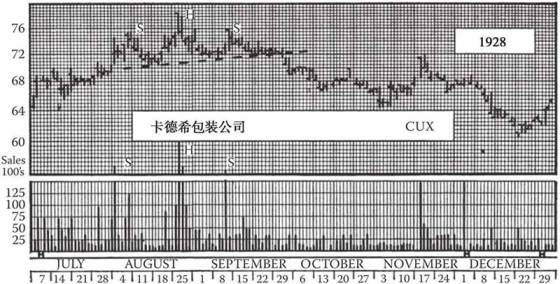 76
72
68
64
60
S
H
S
1928
卡德希包装公司 CUX
Sales
100's
S
H
S
125
100
75
50
25
JULY AUGUST SEPTEMBER OCTOBER NOVEMBER DECEMBER
7 14 21 28 4 11 18 25 1 8 15 22 29 6 13 20 27 3 10 17 24 1 8 15 22 29